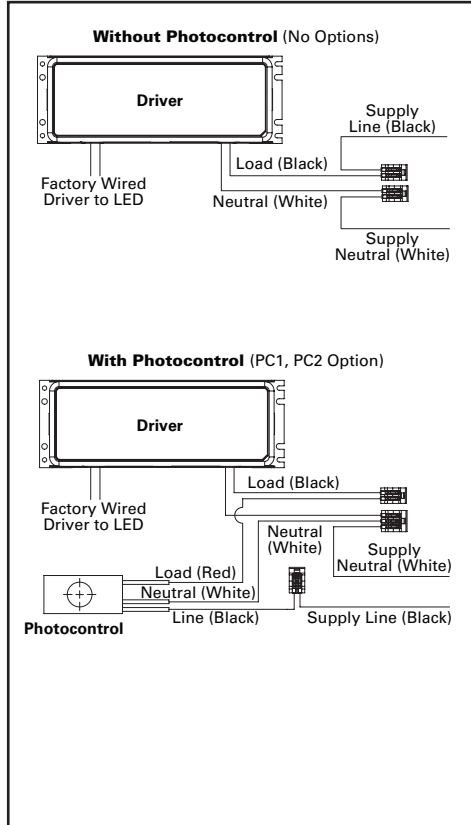 Without Photocontrol (No Options)
Driver
Supply
Line (Black)
Load (Black)
Factory Wired
Driver to LED
Neutral (White)
Supply
Neutral (White)
With Photocontrol (PC1, PC2 Option)
Driver
Load (Black)
Factory Wired
Driver to LED
Neutral
(White)
Supply
Neutral (White)
Load (Red)
Neutral (White)
Line (Black)
Supply Line (Black)
Photocontrol